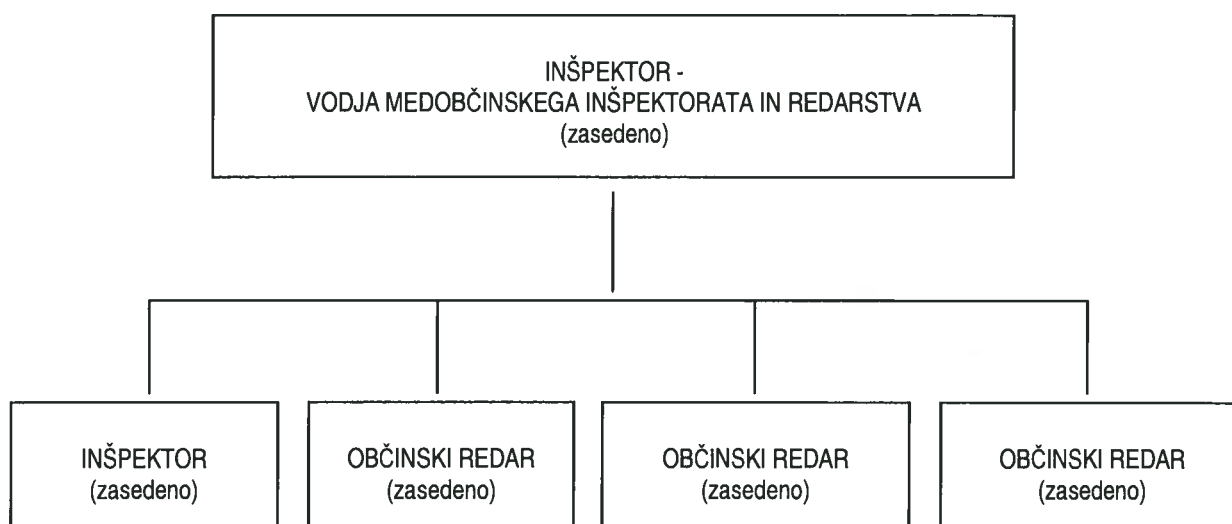 INŠPEKTOR -
VODJA MEDOBČINSKEGA INŠPEKTORATA IN REDARSTVA
(zasedeno)
INŠPEKTOR
(zasedeno)
OBČINSKI REDAR
(zasedeno)
OBČINSKI REDAR
(zasedeno)
OBČINSKI REDAR
(zasedeno)